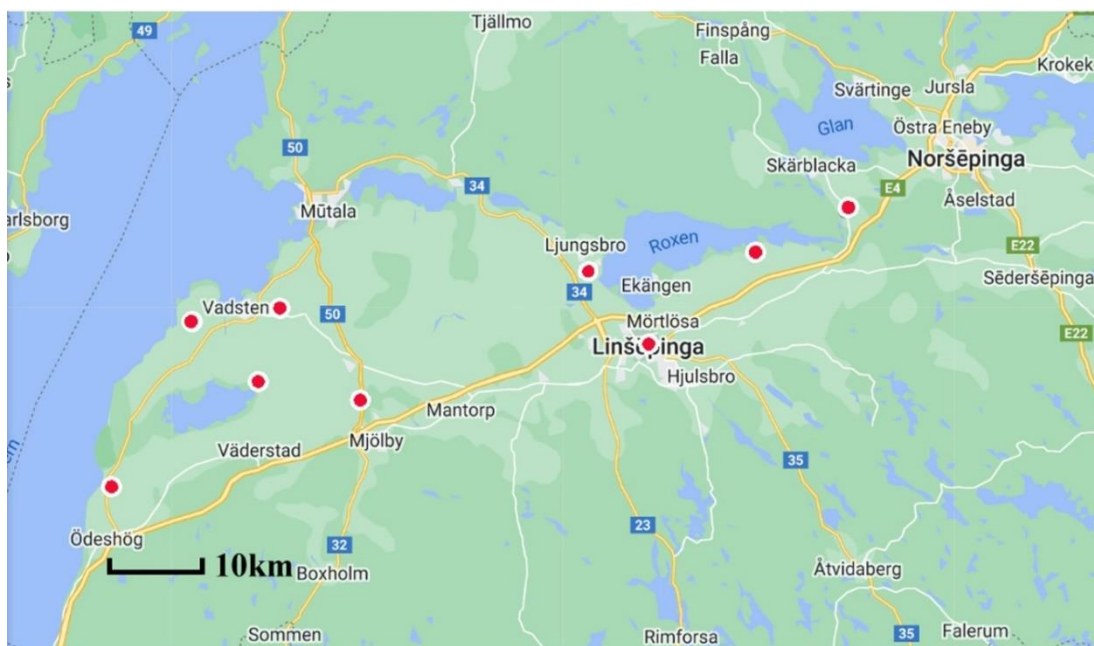 49
Tjällmo
Finspång
Falla
Krokek
Svärtinge
Jursla
50
Glan
Östra Eneby
Skärblacka
Noršēpinga
34
E4
Mūtala
Åselstad
arlsborg
Ljungsbro
Roxen
E22
Sēderšēpinga
Ekängen
34
Vadsten
50
Mörtlösa
Linšēpinga
E22
Hjulsbro
Mantorp
Mjölby
Väderstad
35
23
Ödeshög
32
10km
Boxholm
Åtvidaberg
Sommen
Rimforsa
35
Falerum